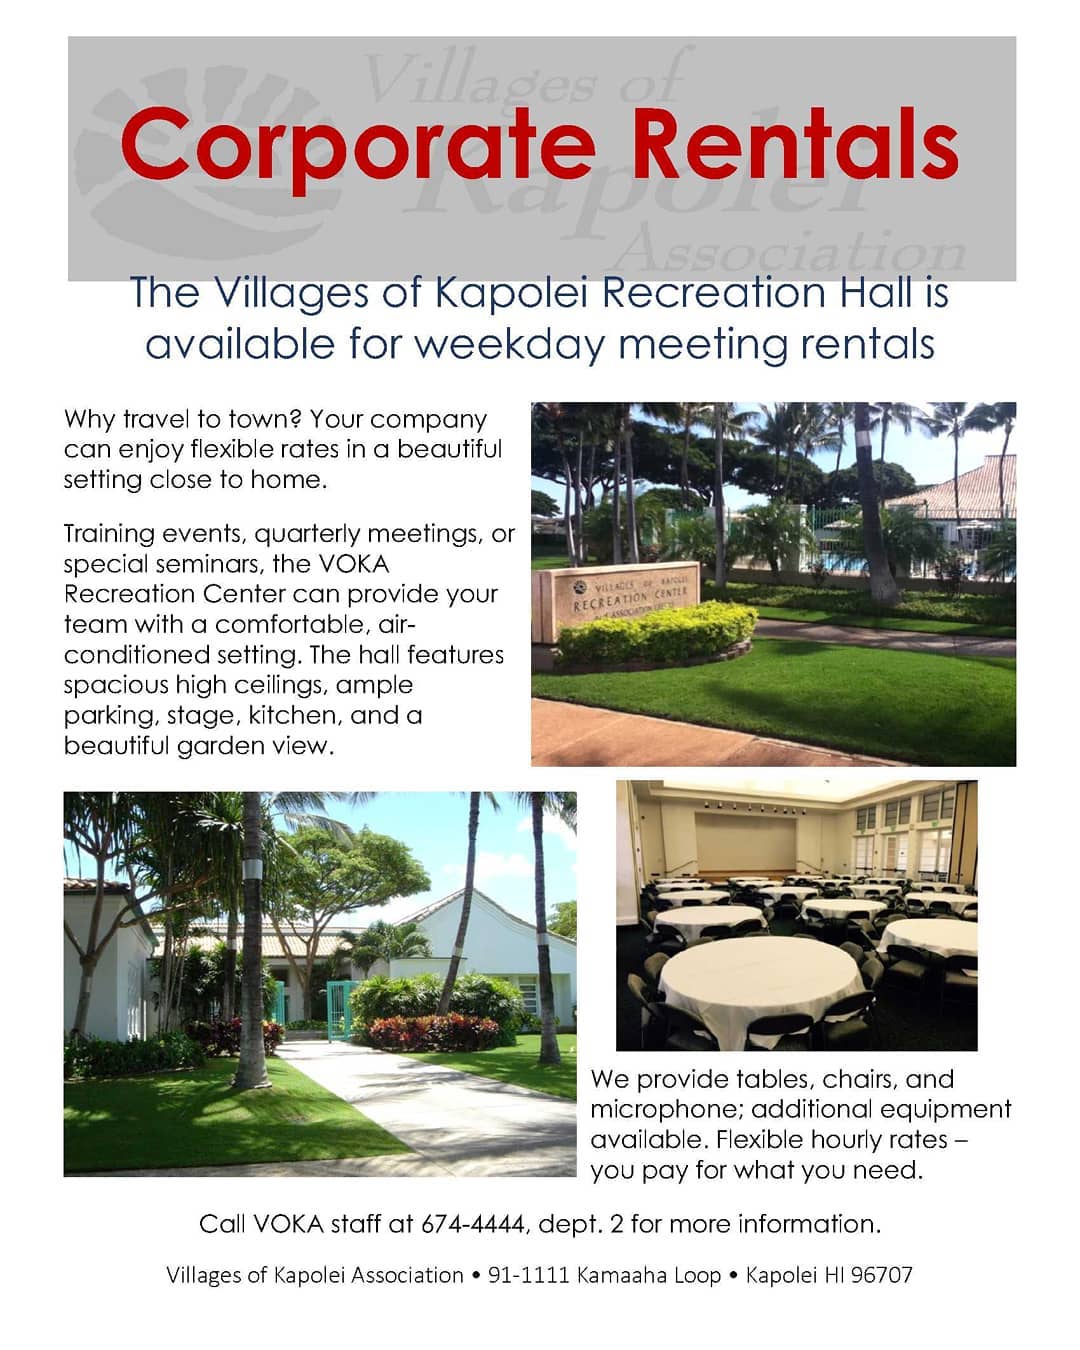 Villages of
Kapolei
Association
Corporate Rentals
The Villages of Kapolei Recreation Hall is
available for weekday meeting rentals
Why travel to town? Your company
can enjoy flexible rates in a beautiful
setting close to home.
Training events, quarterly meetings, or
special seminars, the VOKA
Recreation Center can provide your
team with a comfortable, air-
conditioned setting. The hall features
spacious high ceilings, ample
parking, stage, kitchen, and a
beautiful garden view.
VILLAGES OF KAPOLEI
RECREATION CENTER
We provide tables, chairs, and
microphone; additional equipment
available. Flexible hourly rates –
you pay for what you need.
Call VOKA staff at 674-4444, dept. 2 for more information.
Villages of Kapolei Association • 91-1111 Kamaaha Loop • Kapolei HI 96707